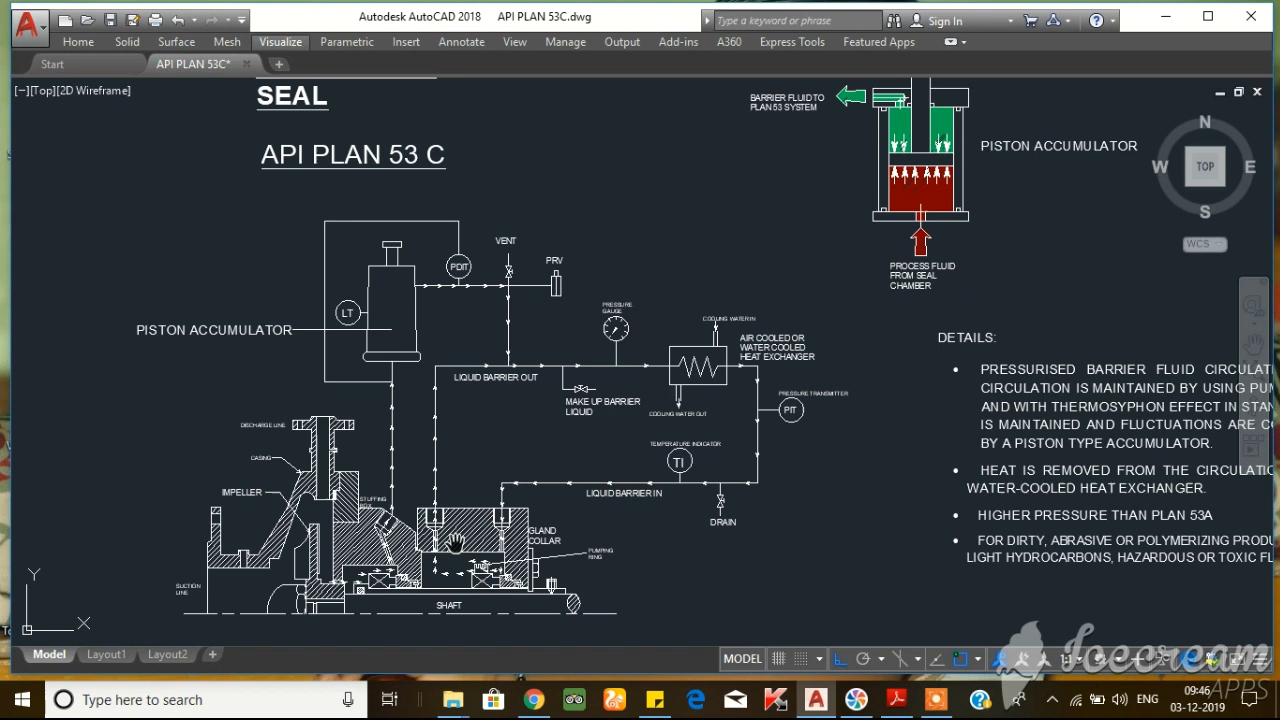 Autodesk AutoCAD 2018 API PLAN 53C.dwg
Type a keyword or phrase
Sign In
Home Solid Surface Mesh Visualize Parametric Insert Annotate View Manage Output Add-ins A360 Express Tools Featured Apps
Start
API PLAN 53C*
[−][Top][2D Wireframe]
SEAL
API PLAN 53 C
BARRIER FLUID TO
PLAN 53 SYSTEM
PISTON ACCUMULATOR
PROCESS FLUID
FROM SEAL
CHAMBER
N
W
TOP
E
S
WCS
VENT
PRV
PDIT
LT
PISTON ACCUMULATOR
PRESSURE
GAUGE
COOLING WATER IN
AIR COOLED OR
WATER COOLED
HEAT EXCHANGER
LIQUID BARRIER OUT
MAKE UP BARRIER
LIQUID
COOLING WATER OUT
PRESSURE TRANSMITTER
PIT
TEMPERATURE INDICATOR
TI
LIQUID BARRIER IN
DRAIN
DISCHARGE LINE
CASING
IMPELLER
STUFFING
BOX
GLAND
COLLAR
PUMPING
RING
SUCTION
LINE
SHAFT
DETAILS:
PRESSURISED BARRIER FLUID CIRCULAT
CIRCULATION IS MAINTAINED BY USING PUM
AND WITH THERMOSYPHON EFFECT IN STAN
IS MAINTAINED AND FLUCTUATIONS ARE CO
BY A PISTON TYPE ACCUMULATOR.
HEAT IS REMOVED FROM THE CIRCULATIO
WATER-COOLED HEAT EXCHANGER.
HIGHER PRESSURE THAN PLAN 53A
FOR DIRTY, ABRASIVE OR POLYMERIZING PRODU
LIGHT HYDROCARBONS, HAZARDOUS OR TOXIC FL
Y
X
Model Layout1 Layout2
MODEL
1:1
Icecream
APPS
Type here to search
ENG
09:46
03-12-2019